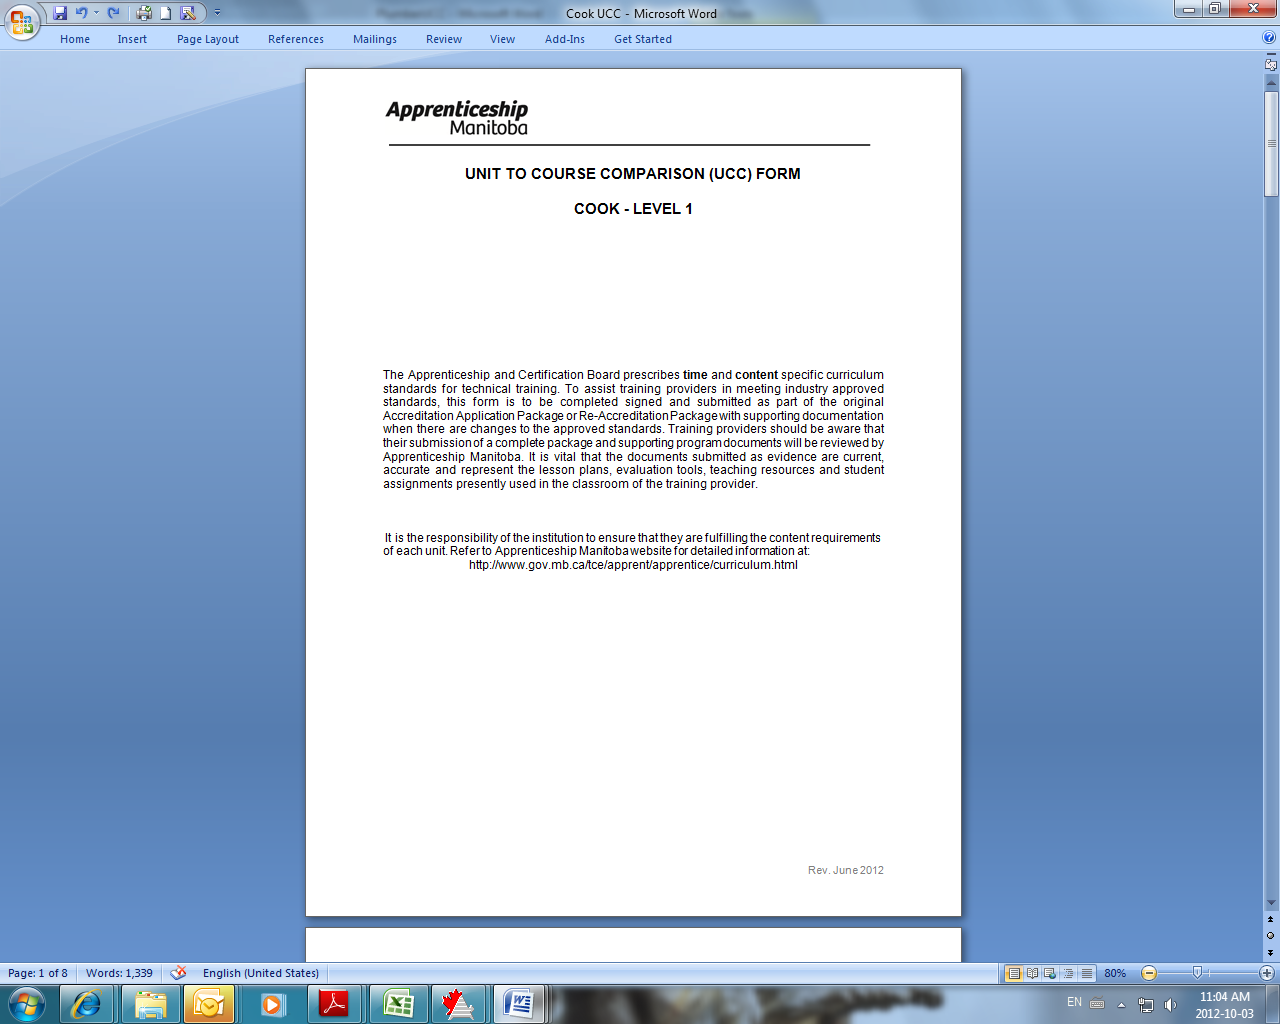 Cook UCC - Microsoft Word
Home Insert Page Layout References Mailings Review View Add-Ins Get Started
Apprenticeship
Manitoba
UNIT TO COURSE COMPARISON (UCC) FORM
COOK - LEVEL 1
The Apprenticeship and Certification Board prescribes time and content specific curriculum
standards for technical training. To assist training providers in meeting industry approved
standards, this form is to be completed signed and submitted as part of the original
Accreditation Application Package or Re-Accreditation Package with supporting documentation
when there are changes to the approved standards. Training providers should be aware that
their submission of a complete package and supporting program documents will be reviewed by
Apprenticeship Manitoba. It is vital that the documents submitted as evidence are current,
accurate and represent the lesson plans, evaluation tools, teaching resources and student
assignments presently used in the classroom of the training provider.
It is the responsibility of the institution to ensure that they are fulfilling the content requirements
of each unit. Refer to Apprenticeship Manitoba website for detailed information at:
http://www.gov.mb.ca/tce/apprent/apprentice/curriculum.html
Rev. June 2012
Page: 1 of 8 Words: 1,339 English (United States) 80%
EN 11:04 AM
2012-10-03